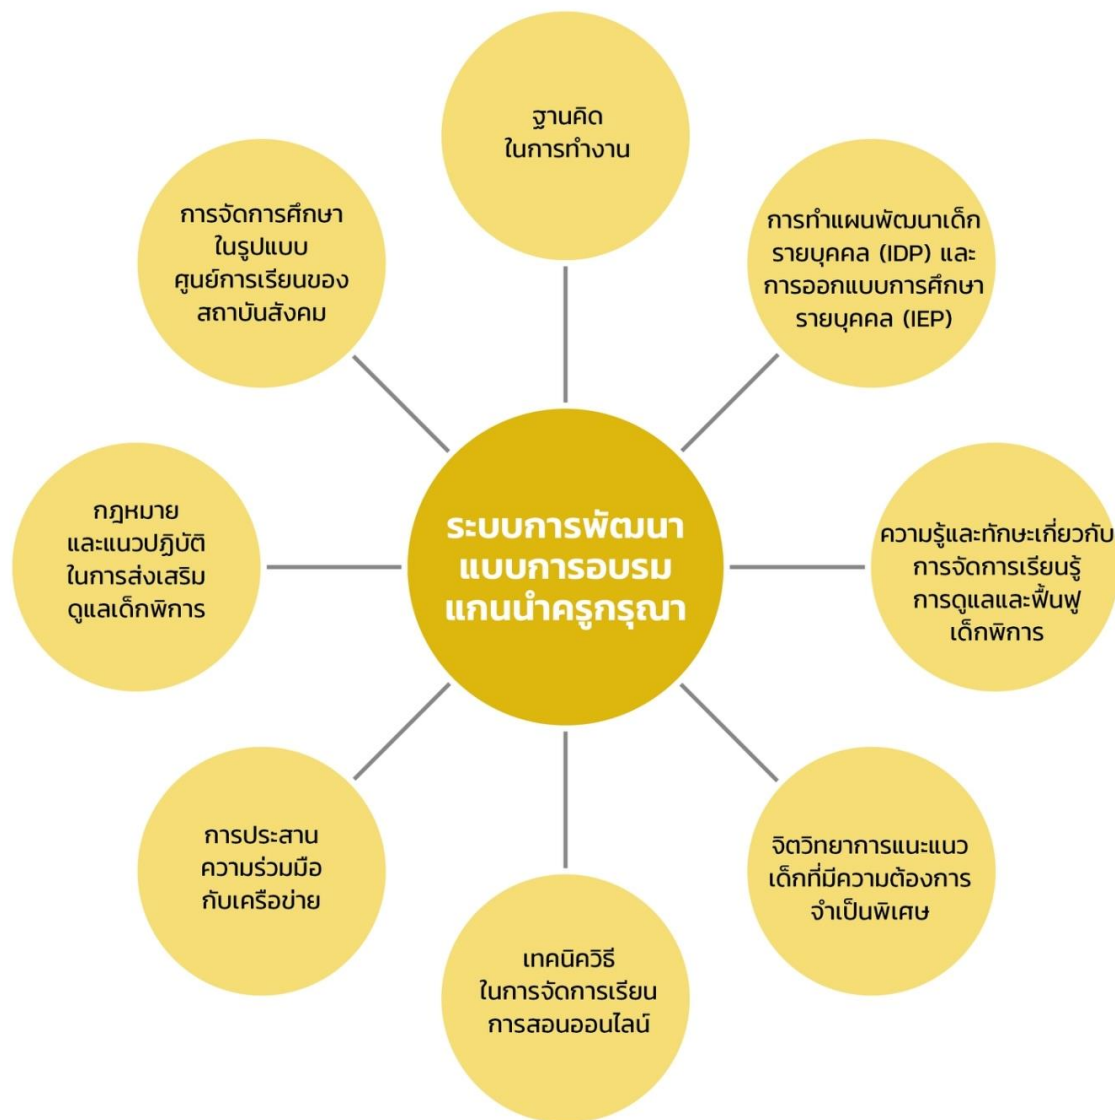 ฐานคิด
ในการทำงาน
การทำแผนพัฒนาเด็ก
รายบุคคล (IDP) และ
การออกแบบการศึกษา
รายบุคคล (IEP)
ความรู้และทักษะเกี่ยวกับ
การจัดการเรียนรู้
การดูแลและฟื้นฟู
เด็กพิการ
จิตวิทยาการแนะแนว
เด็กที่มีความต้องการ
จำเป็นพิเศษ
เทคนิควิธี
ในการจัดการเรียน
การสอนออนไลน์
การประสาน
ความร่วมมือ
กับเครือข่าย
กฎหมาย
และแนวปฏิบัติ
ในการส่งเสริม
ดูแลเด็กพิการ
การจัดการศึกษา
ในรูปแบบ
ศูนย์การเรียนของ
สถาบันสังคม
ระบบการพัฒนา
แบบการอบรม
แกนนำครูกรุณา